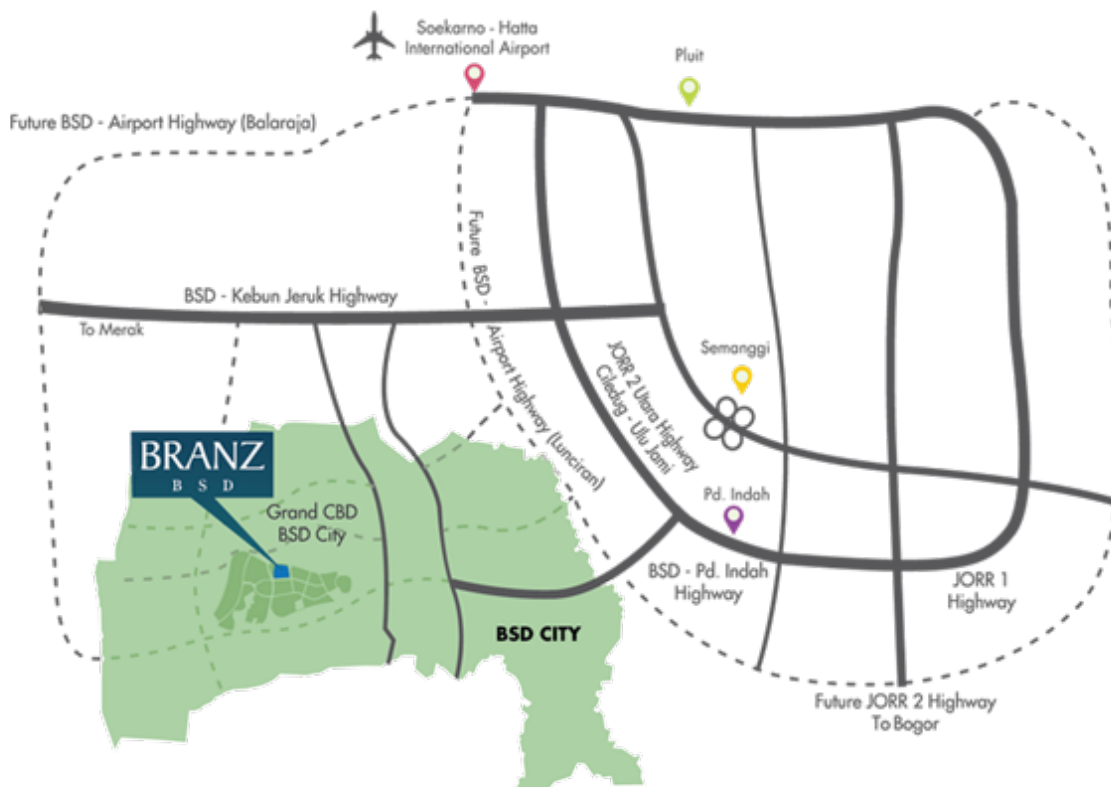 Soekarno - Hatta
International Airport
Pluit
Future BSD - Airport Highway (Balaraja)
Future BSD - Airport Highway (Lunciran)
BSD - Kebun Jeruk Highway
To Merak
Semanggi
JORR 2 Utara Highway
Ciledug - Ulu Jami
BRANZ
BSD
Pd. Indah
Grand CBD
BSD City
BSD - Pd. Indah
Highway
JORR 1
Highway
BSD CITY
Future JORR 2 Highway
To Bogor